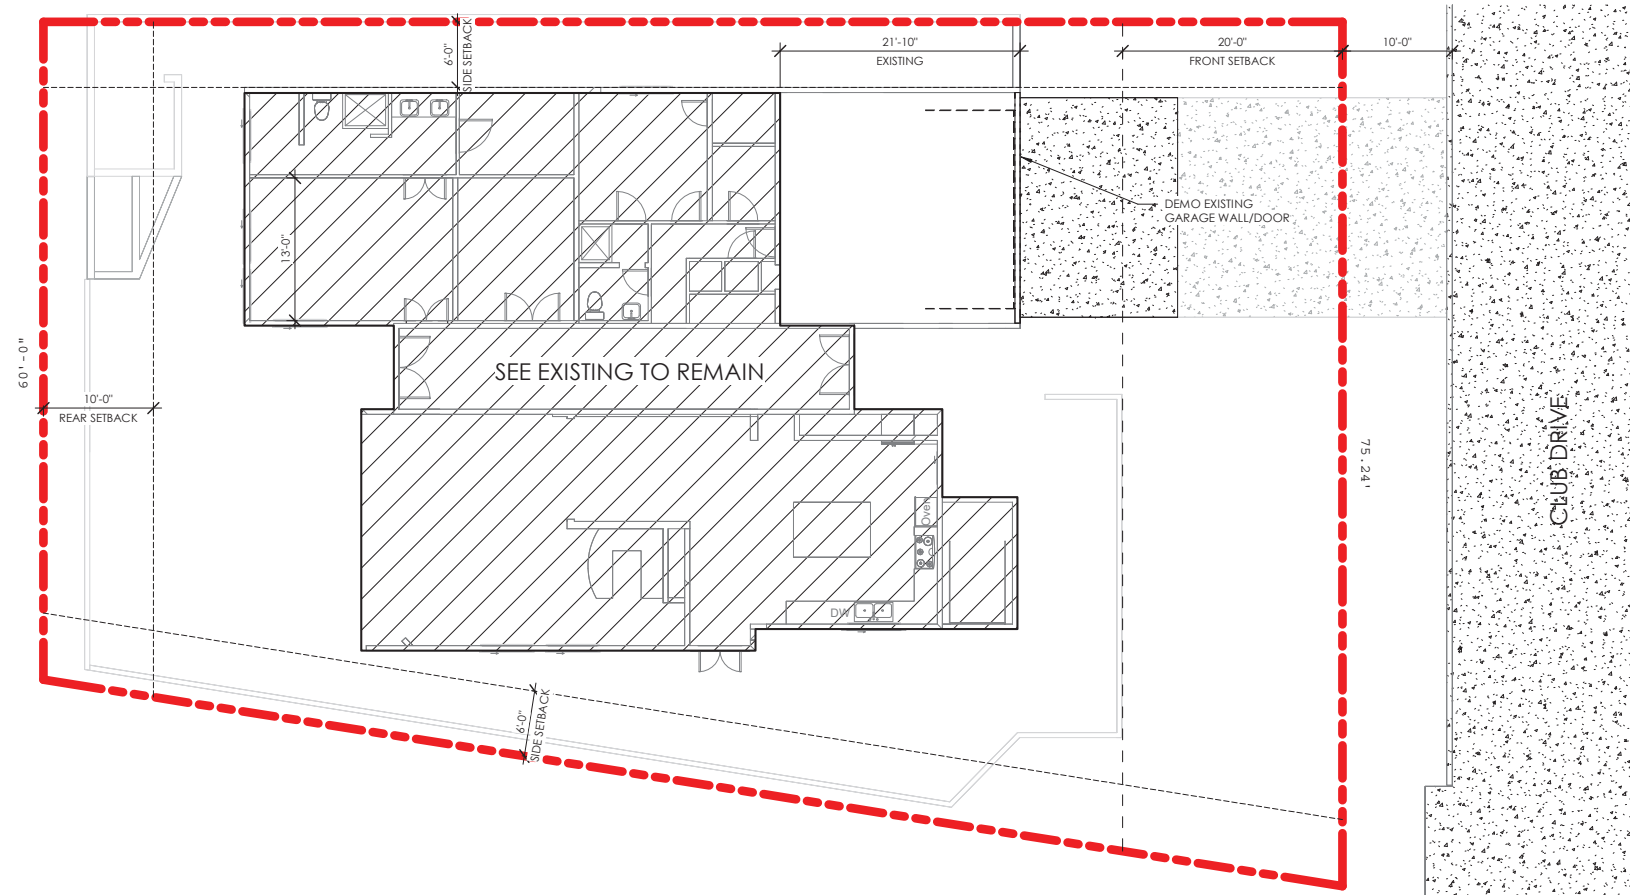 6'-0"
SIDE SETBACK
21'-10"
EXISTING
20'-0"
FRONT SETBACK
10'-0"
DEMO EXISTING
GARAGE WALL/DOOR
13'-0"
60'-0"
SEE EXISTING TO REMAIN
10'-0"
REAR SETBACK
75.24'
CLUB DRIVE
Oven
DW
6'-0"
SIDE SETBACK